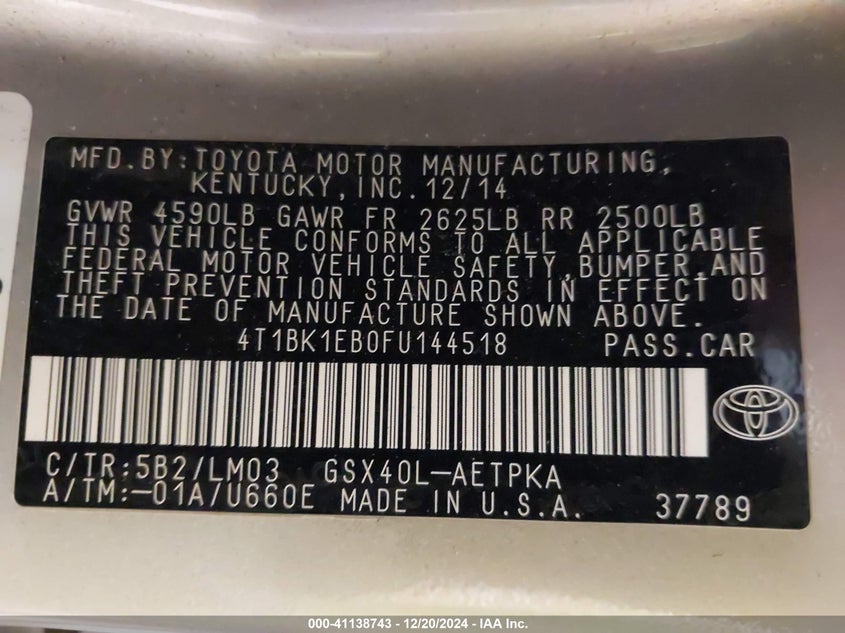 MFD.BY:TOYOTA MOTOR MANUFACTURING,
KENTUCKY,INC.12/14
GVWR 4590LB GAWR FR 2625LB RR 2500LB
THIS VEHICLE CONFORMS TO ALL APPLICABLE
FEDERAL MOTOR VEHICLE SAFETY,BUMPER,AND
THEFT PREVENTION STANDARDS IN EFFECT ON
THE DATE OF MANUFACTURE SHOWN ABOVE.
4T1BK1EB0FU144518 PASS.CAR
C/TR:5B2/LM03 GSX40L-AETPKA
A/TM:-01A/U660E MADE IN U.S.A. 37789
000-41138743 - 12/20/2024 - IAA Inc.